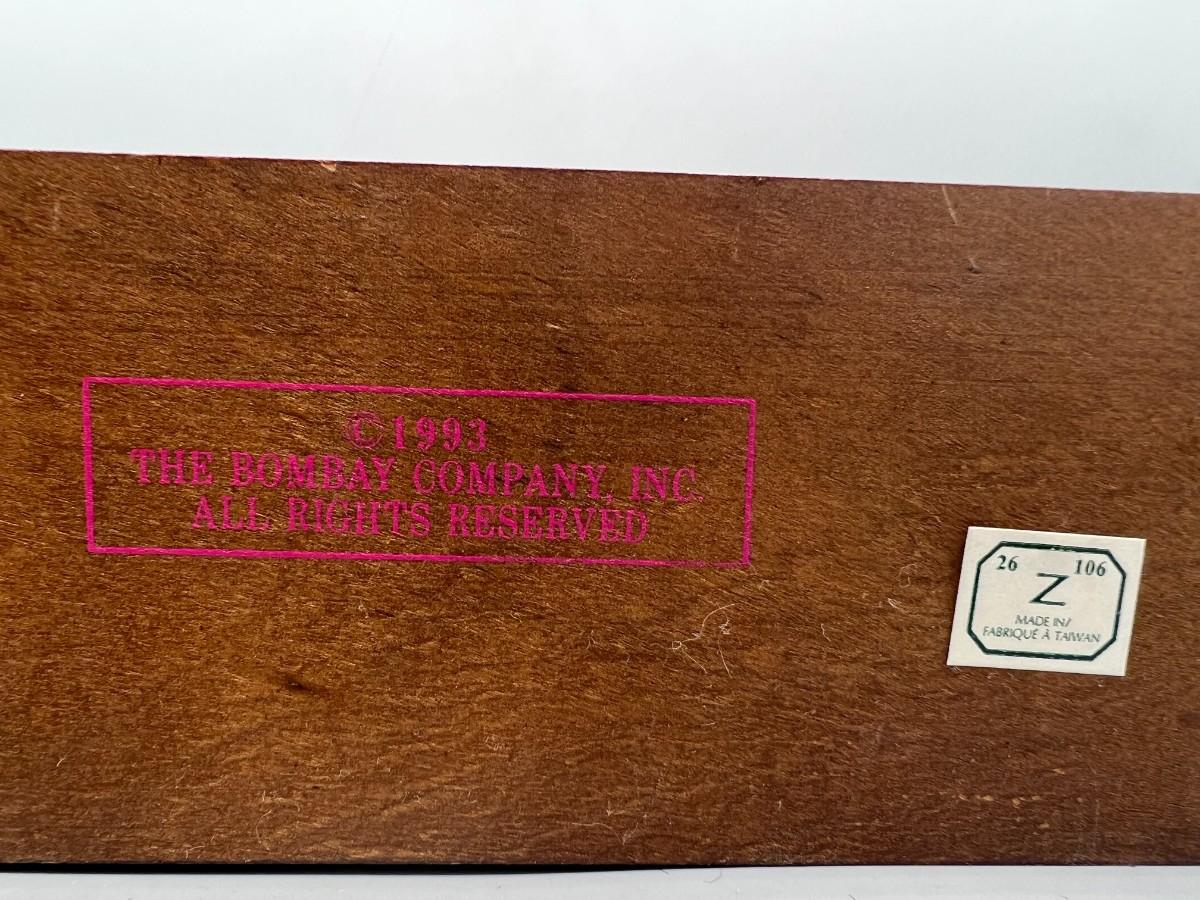 ©1993
THE BOMBAY COMPANY, INC.
ALL RIGHTS RESERVED
26 106
Z
MADE IN/
FABRIQUÉ À TAIWAN